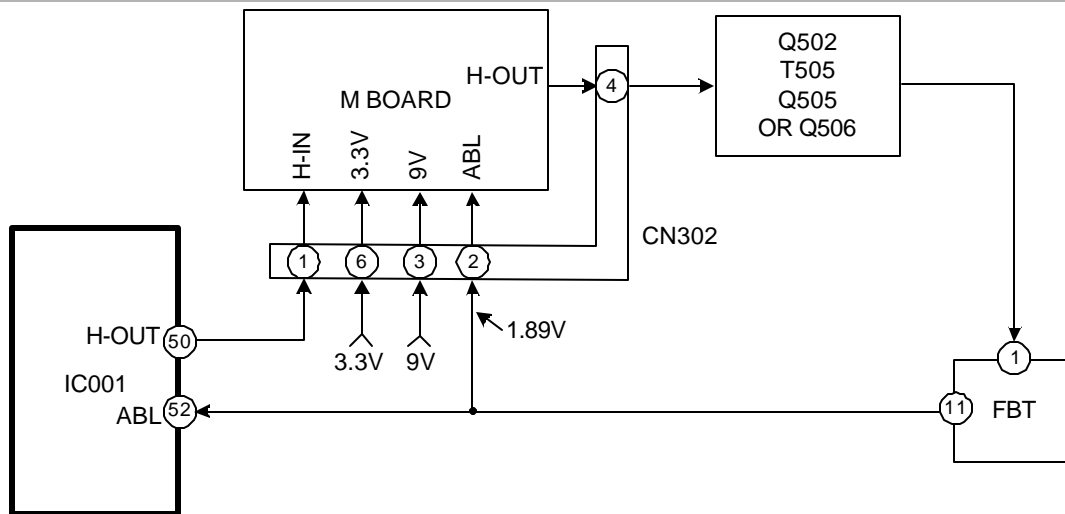 Q502
T505
Q505
OR Q506
H-OUT
4
M BOARD
H-IN
3.3V
9V
ABL
CN302
1
6
3
2
1.89V
3.3V
9V
H-OUT
50
IC001
ABL
52
1
11
FBT